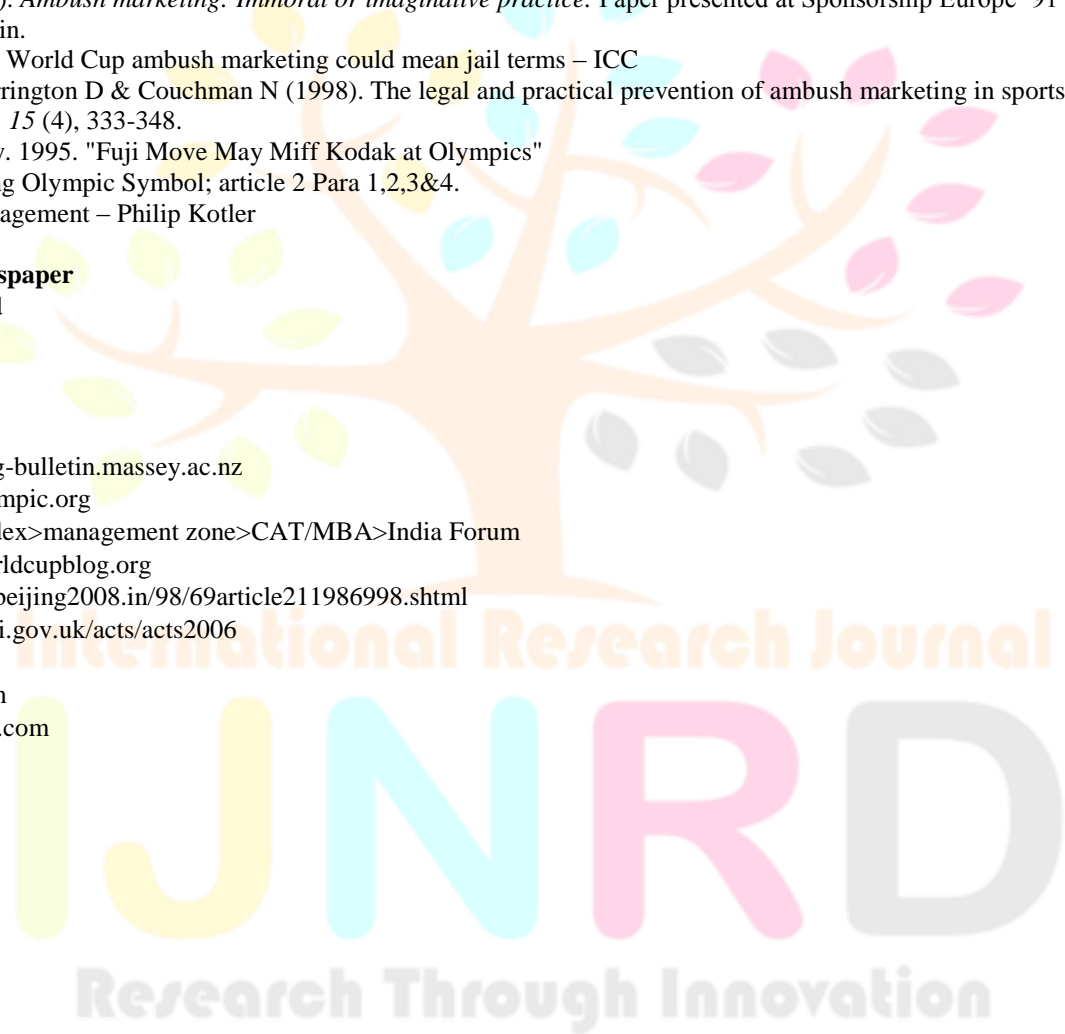 ). Ambush marketing: Immoral or imaginative practice. Paper presented at Sponsorship Europe '91
in.
World Cup ambush marketing could mean jail terms – ICC
rrington D & Couchman N (1998). The legal and practical prevention of ambush marketing in sports
15 (4), 333-348.
y. 1995. "Fuji Move May Miff Kodak at Olympics"
ng Olympic Symbol; article 2 Para 1,2,3&4.
agement – Philip Kotler
spaper
l
g-bulletin.massey.ac.nz
mpic.org
dex>management zone>CAT/MBA>India Forum
rldcupblog.org
beijing2008.in/98/69article211986998.shtml
i.gov.uk/acts/acts2006
International Research Journal
n
.com
IJNRD
Research Through Innovation